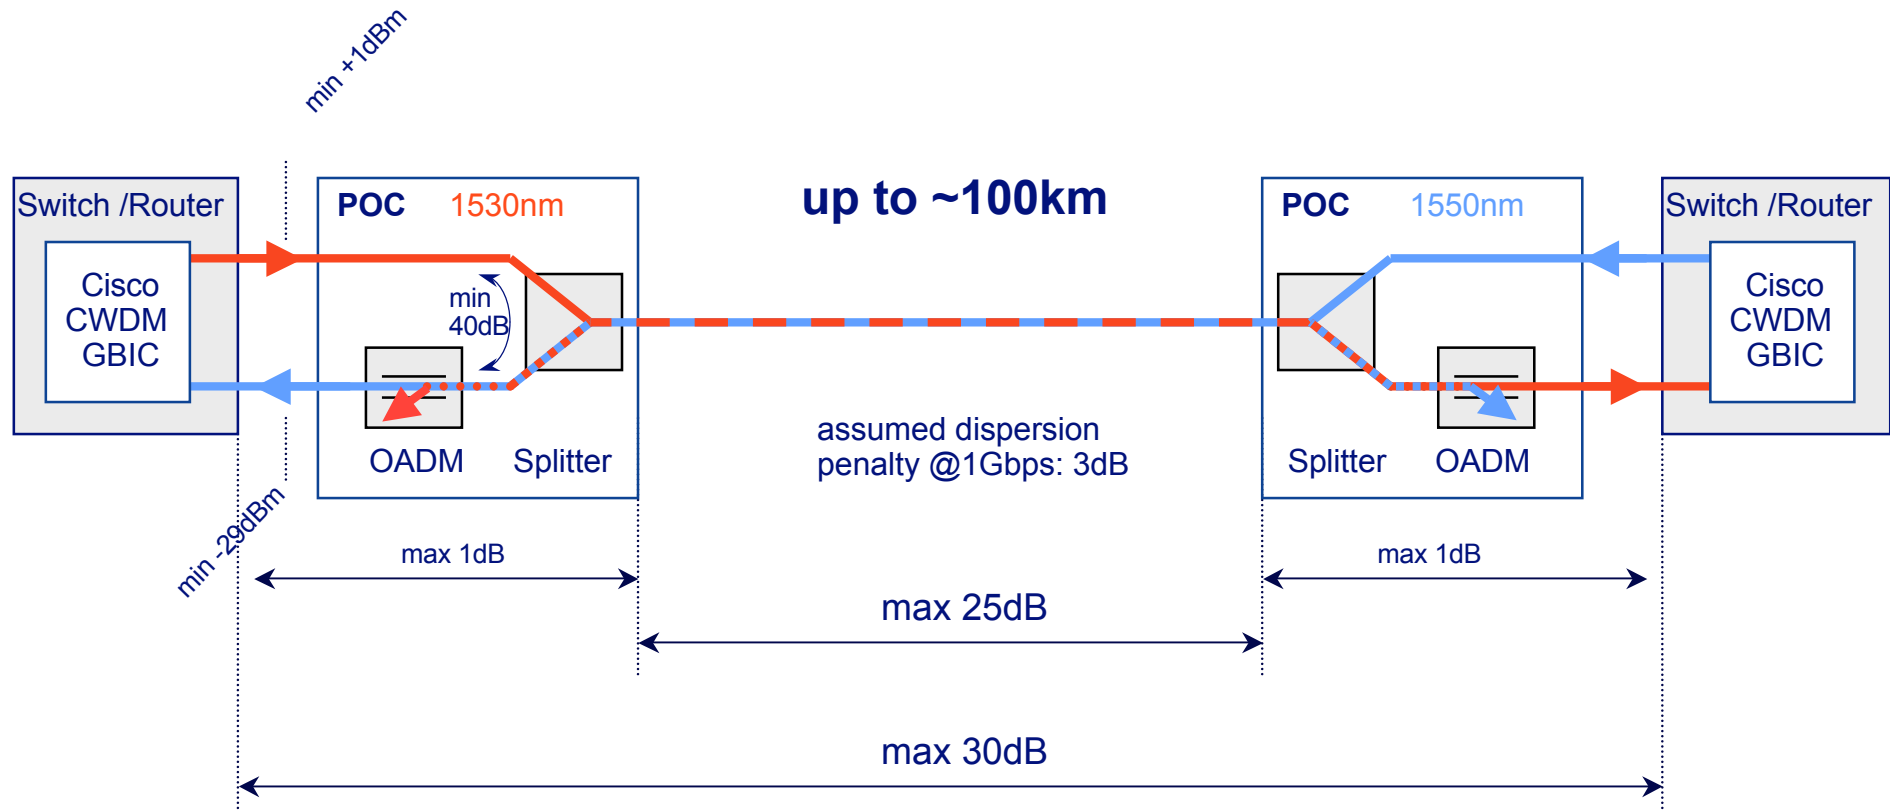 min +1dBm
Switch /Router
POC 1530nm
up to ~100km
POC 1550nm
Switch /Router
Cisco
CWDM
GBIC
min
40dB
Cisco
CWDM
GBIC
OADM
Splitter
assumed dispersion
penalty @1Gbps: 3dB
Splitter
OADM
min -29dBm
max 1dB
max 1dB
max 25dB
max 30dB